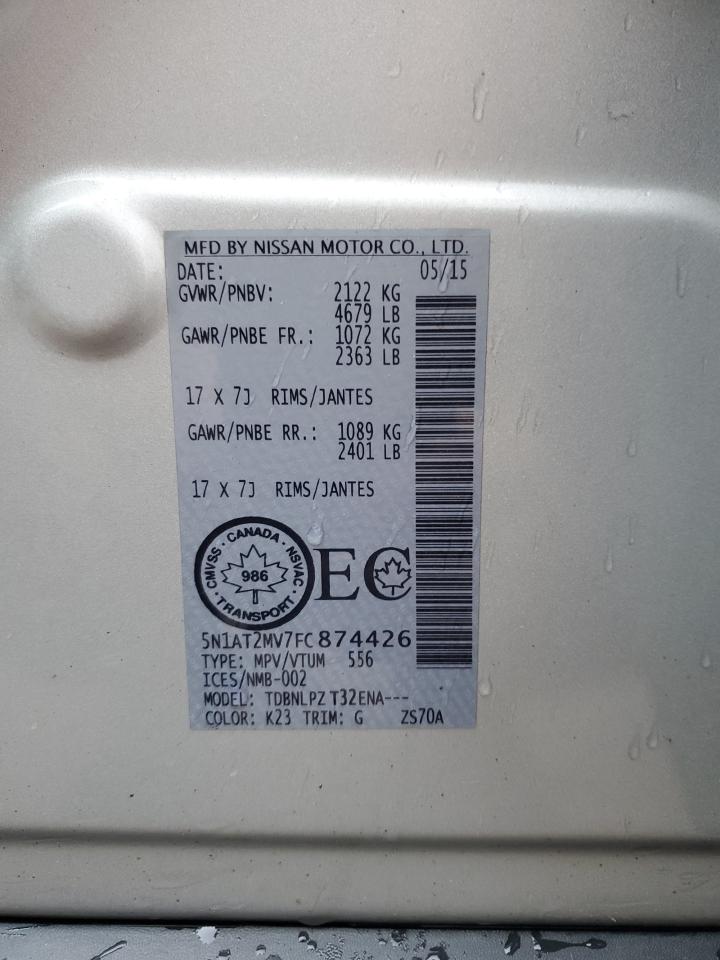 MFD BY NISSAN MOTOR CO., LTD.
DATE: 05/15
GVWR/PNBV: 2122 KG
4679 LB
GAWR/PNBE FR.: 1072 KG
2363 LB
17 X 7J RIMS/JANTES
GAWR/PNBE RR.: 1089 KG
2401 LB
17 X 7J RIMS/JANTES
CMVSS · CANADA · NSVAC · TRANSPORT ·
986
EC
5N1AT2MV7FC874426
TYPE: MPV/VTUM 556
ICES/NMB-002
MODEL: TDBNLPZ T32ENA---
COLOR: K23 TRIM: G ZS70A